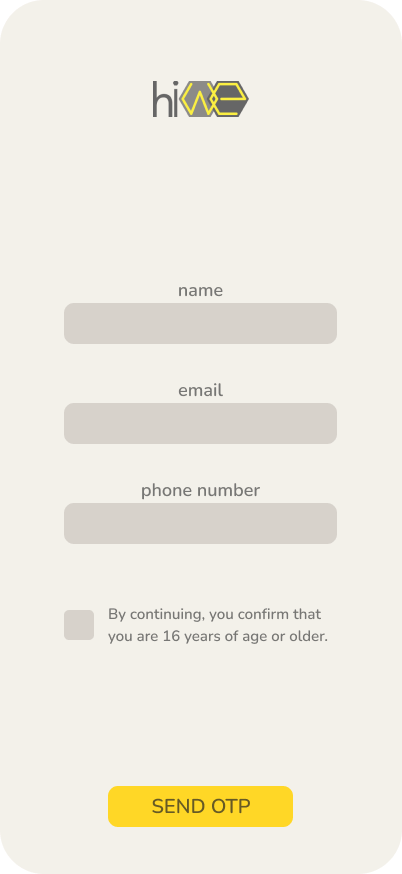 hiwe
name
email
phone number
By continuing, you confirm that
you are 16 years of age or older.
SEND OTP